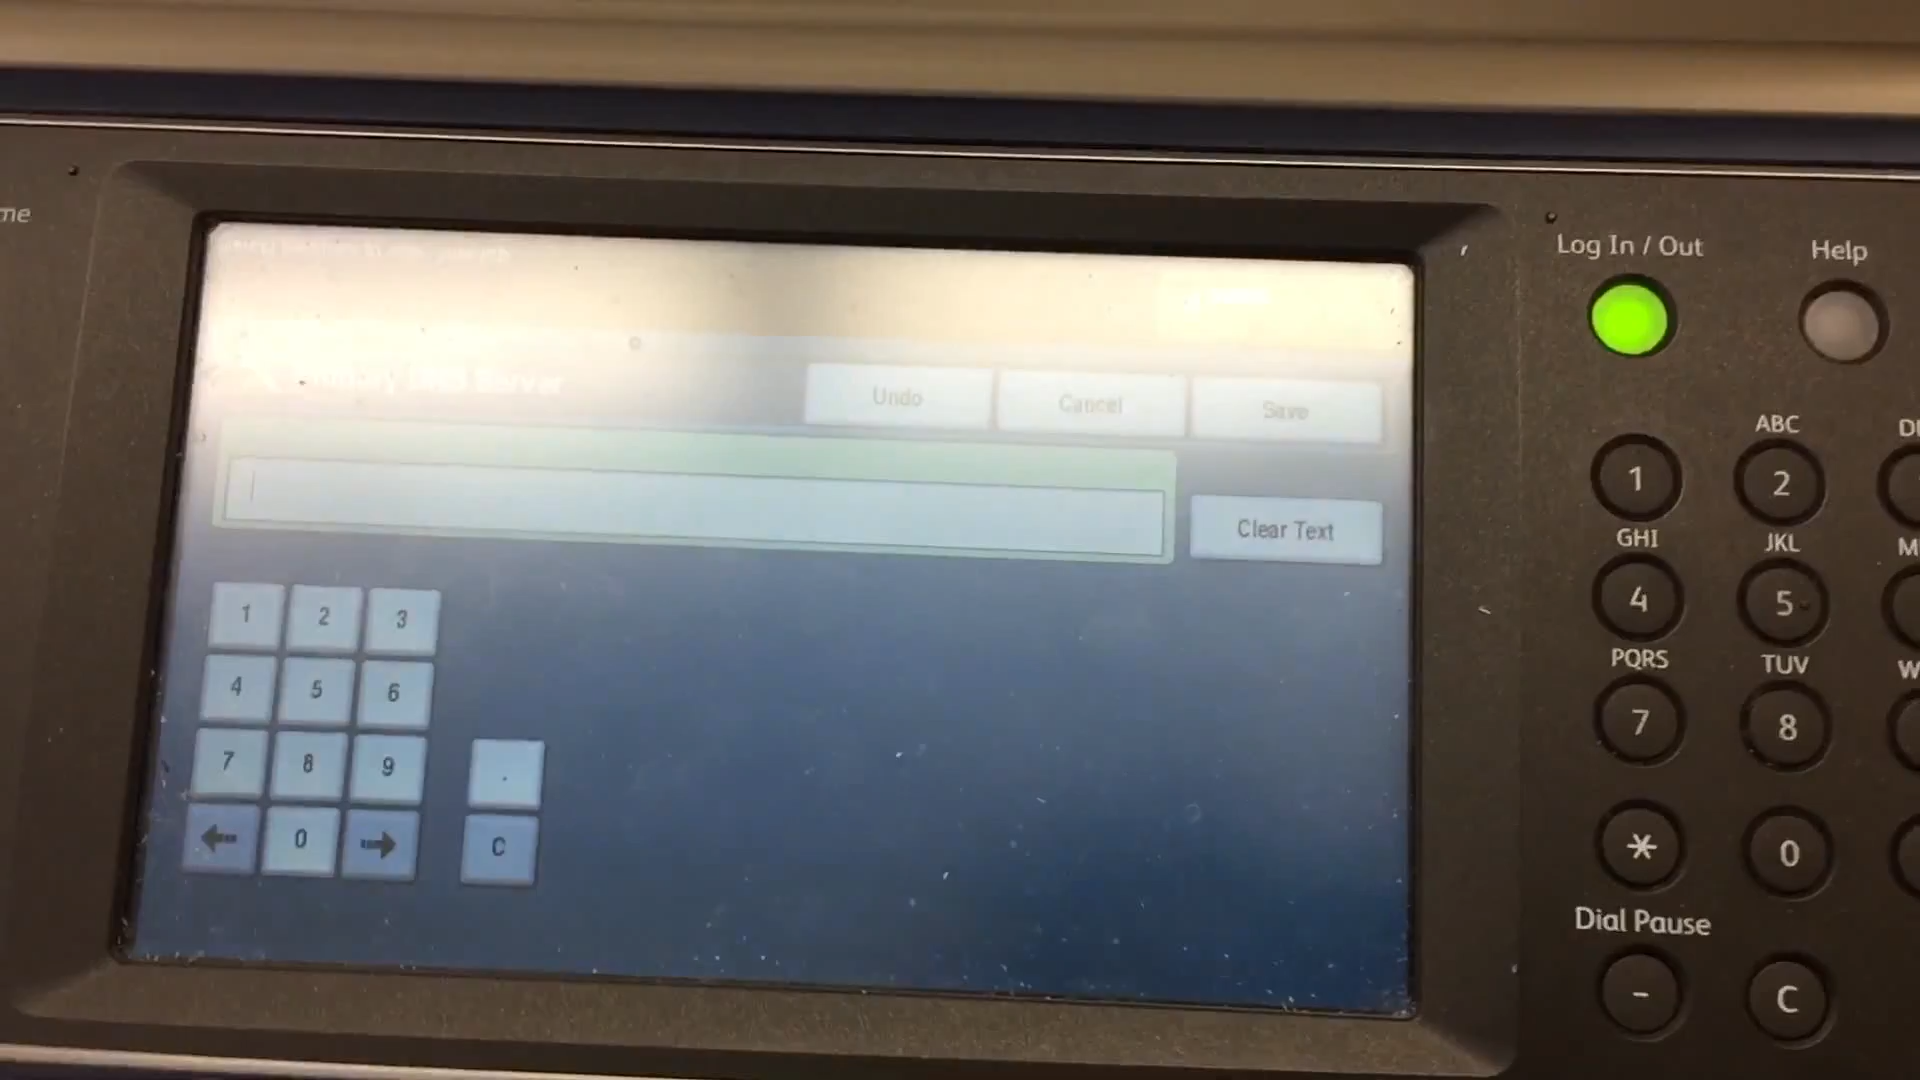 me
Log In / Out
Help
Server
Undo
Cancel
Save
Clear Text
1
2
3
4
5
6
7
8
9
.
0
C
ABC
1
2
GHI
JKL
4
5
PQRS
TUV
7
8
*
0
Dial Pause
-
C